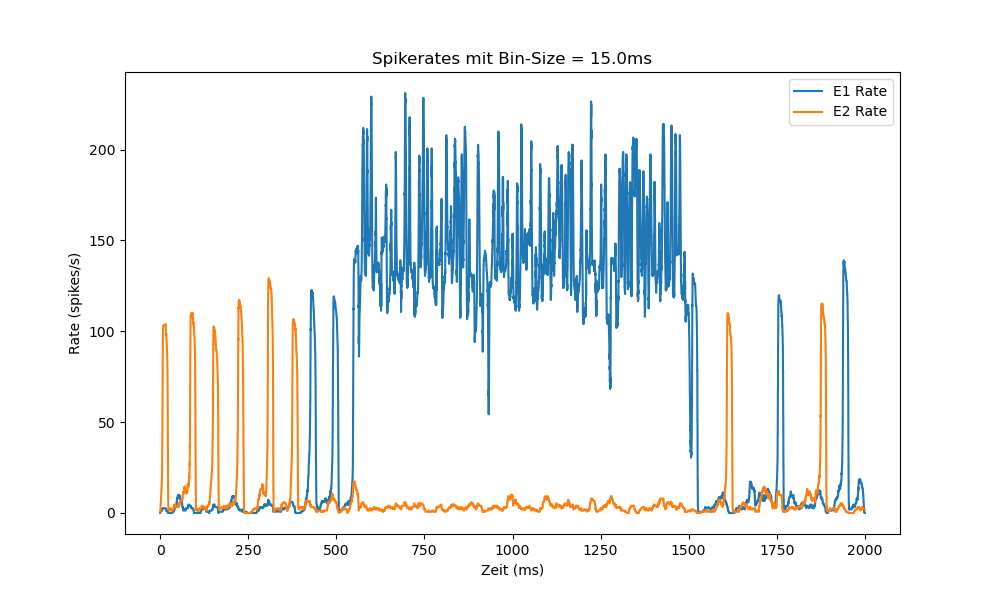 Spikerates mit Bin-Size = 15.0ms
E1 Rate
E2 Rate
Rate (spikes/s)
200
150
100
50
0
0 250 500 750 1000 1250 1500 1750 2000
Zeit (ms)